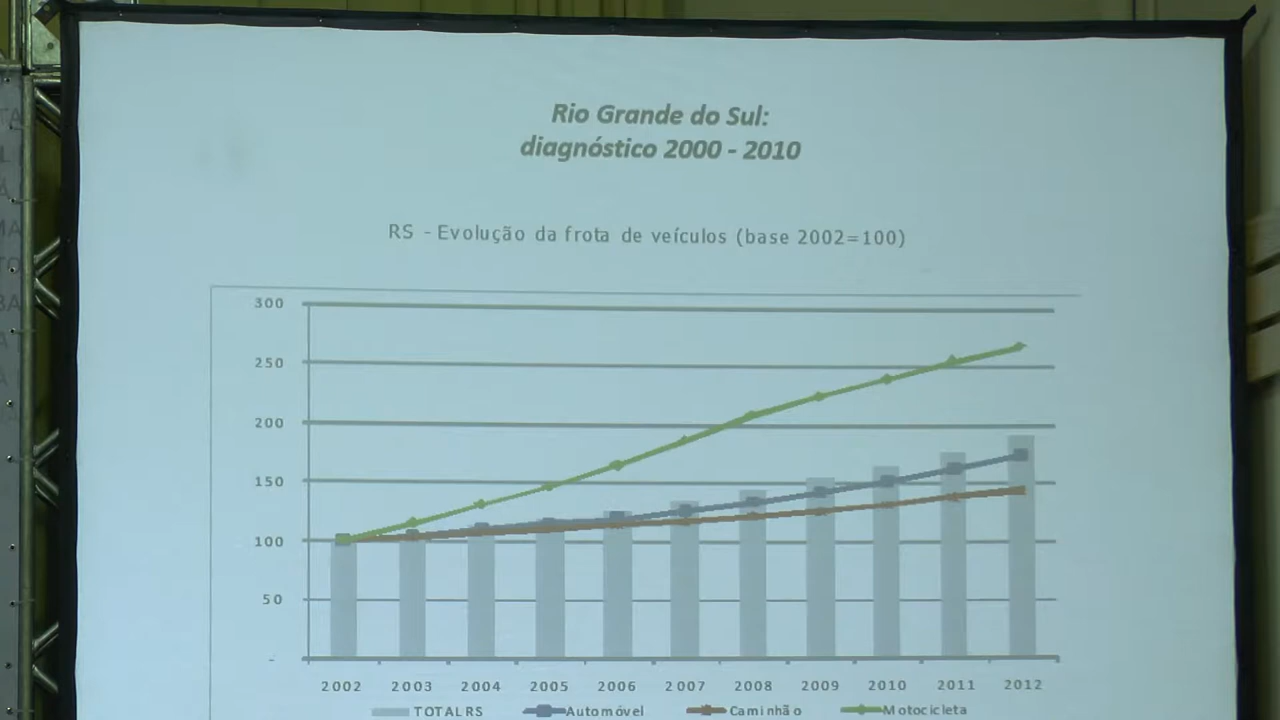 Rio Grande do Sul:
diagnóstico 2000 - 2010
RS - Evolução da frota de veículos (base 2002=100)
300
250
200
150
100
50
-
2002 2003 2004 2005 2006 2007 2008 2009 2010 2011 2012
TOTAL RS Automóvel Caminhão Motocicleta